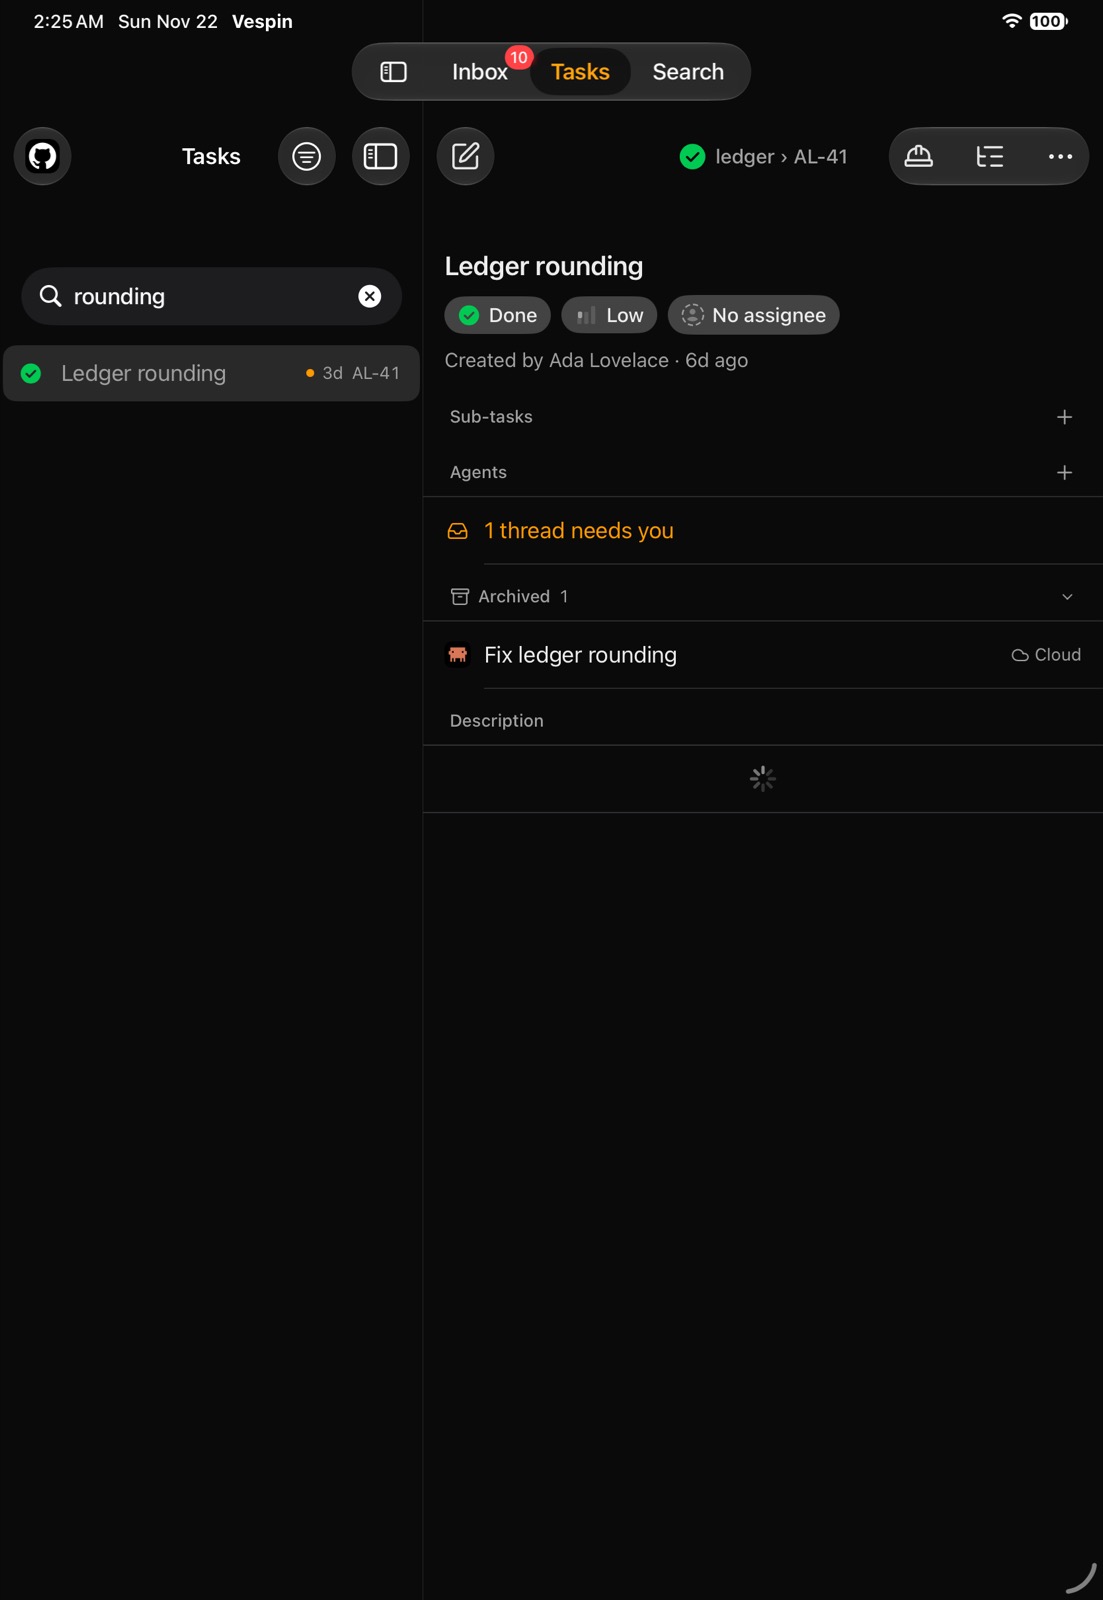 2:25 AM Sun Nov 22 Vespin
100
Inbox 10 Tasks Search
Tasks
ledger › AL-41
rounding
Ledger rounding 3d AL-41
Ledger rounding
Done Low No assignee
Created by Ada Lovelace · 6d ago
Sub-tasks
Agents
1 thread needs you
Archived 1
Fix ledger rounding Cloud
Description